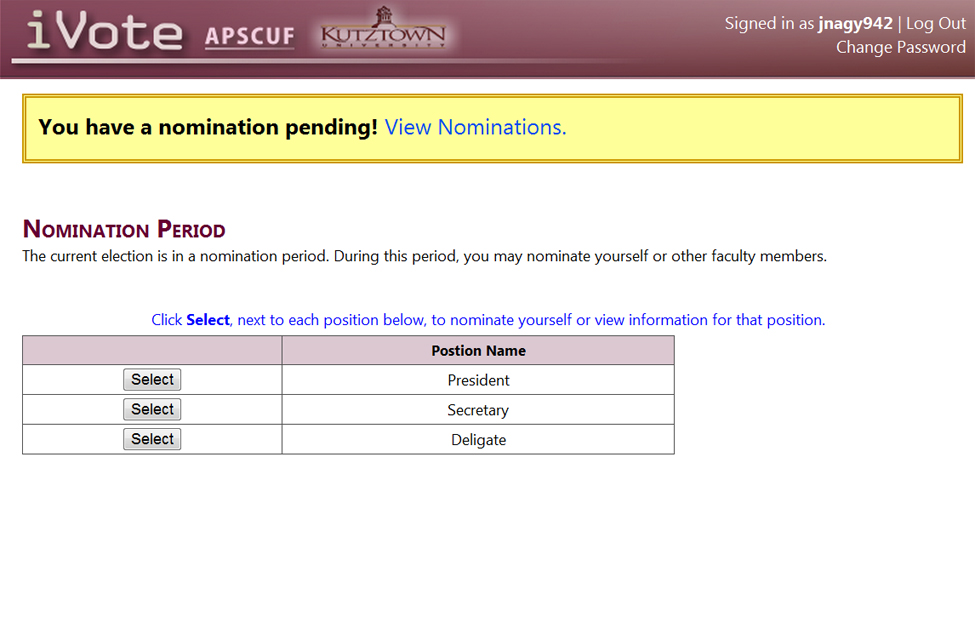 iVote APSCUF KUTZTOWN UNIVERSITY
Signed in as jnagy942 | Log Out
Change Password
You have a nomination pending! View Nominations.
Nomination Period
The current election is in a nomination period. During this period, you may nominate yourself or other faculty members.
Click Select, next to each position below, to nominate yourself or view information for that position.
Postion Name
Select President
Select Secretary
Select Deligate